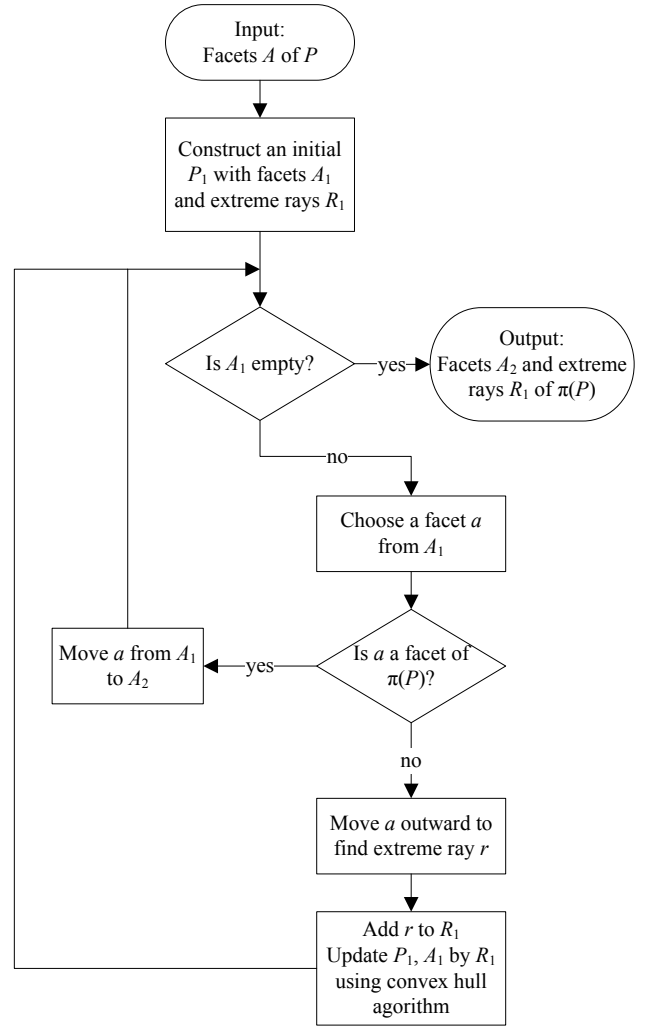 Input:
Facets A of P
Construct an initial
P₁ with facets A₁
and extreme rays R₁
Is A₁ empty?
yes
Output:
Facets A₂ and extreme
rays R₁ of π(P)
no
Choose a facet a
from A₁
Is a a facet of
π(P)?
yes
Move a from A₁
to A₂
no
Move a outward to
find extreme ray r
Add r to R₁
Update P₁, A₁ by R₁
using convex hull
agorithm